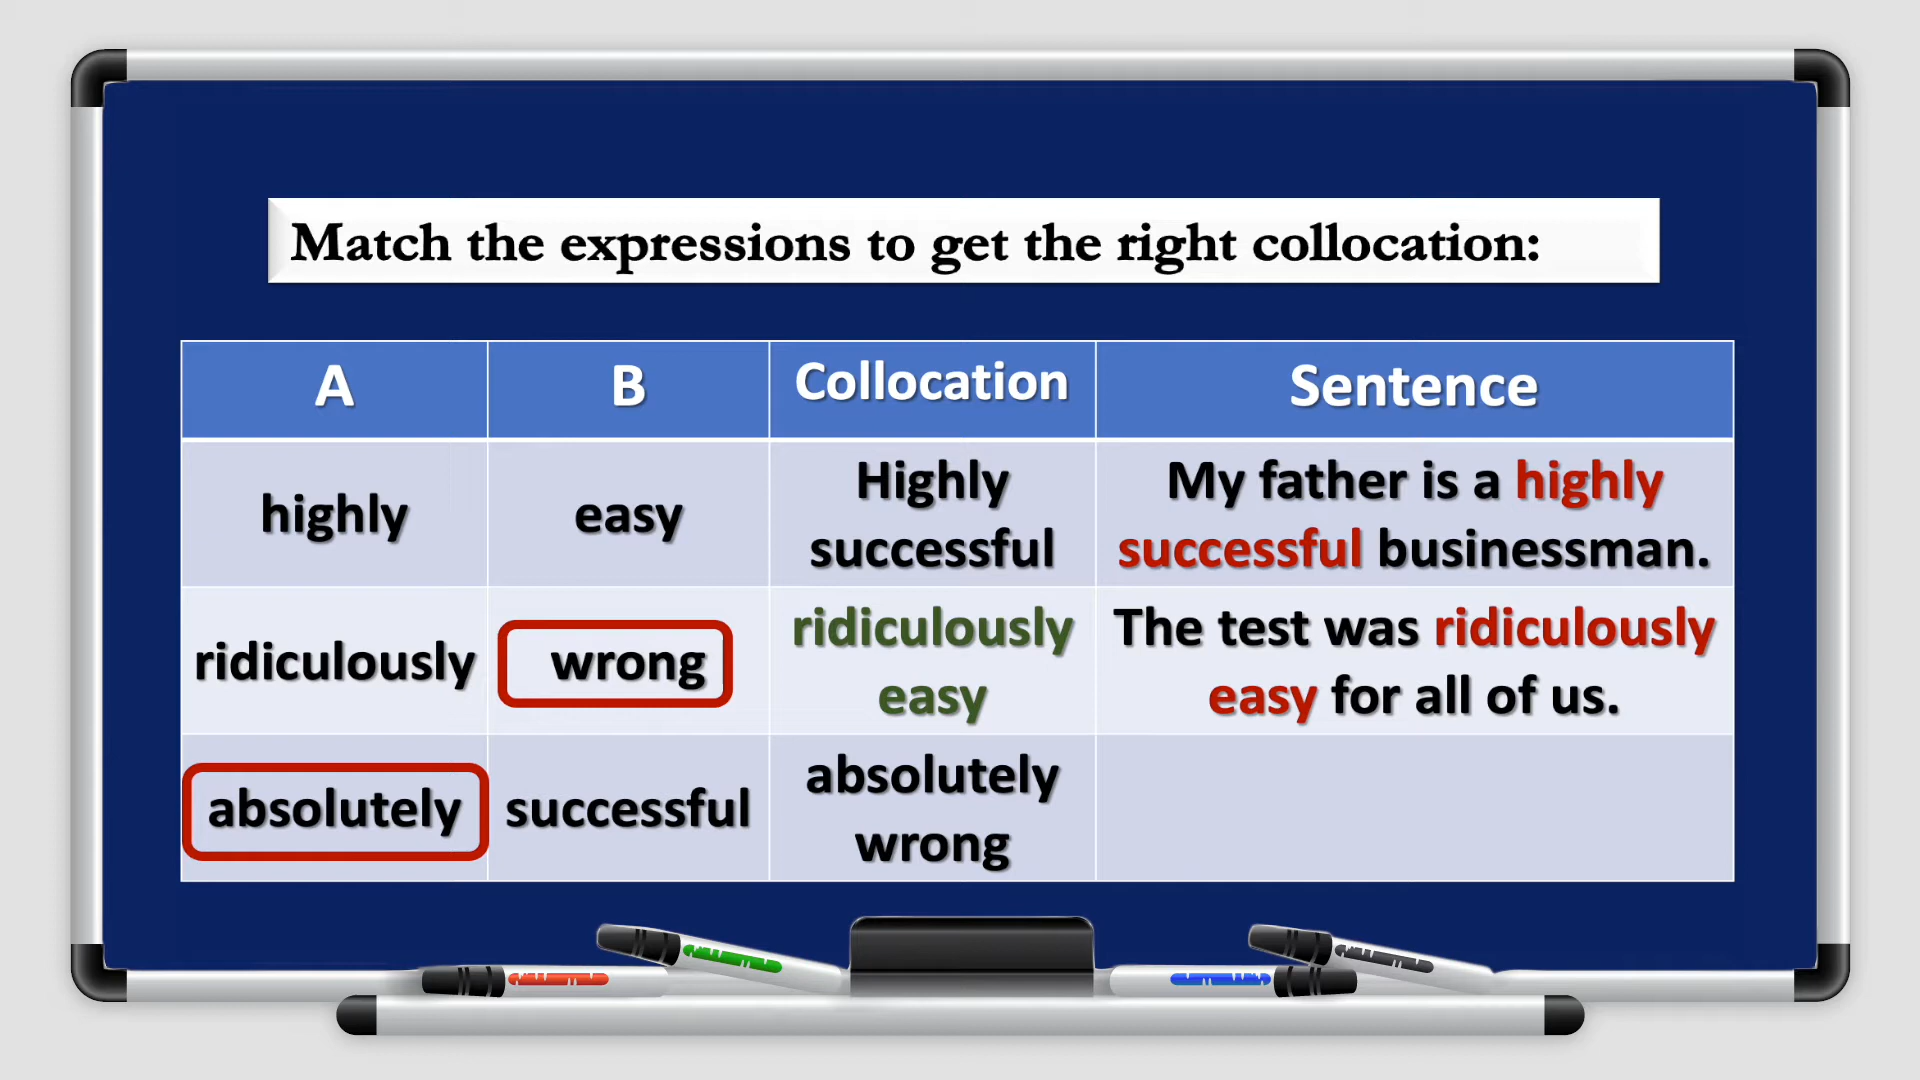 Match the expressions to get the right collocation:
A
B
Collocation
Sentence
highly
easy
Highly
successful
My father is a highly
successful businessman.
ridiculously
wrong
ridiculously
easy
The test was ridiculously
easy for all of us.
absolutely
successful
absolutely
wrong